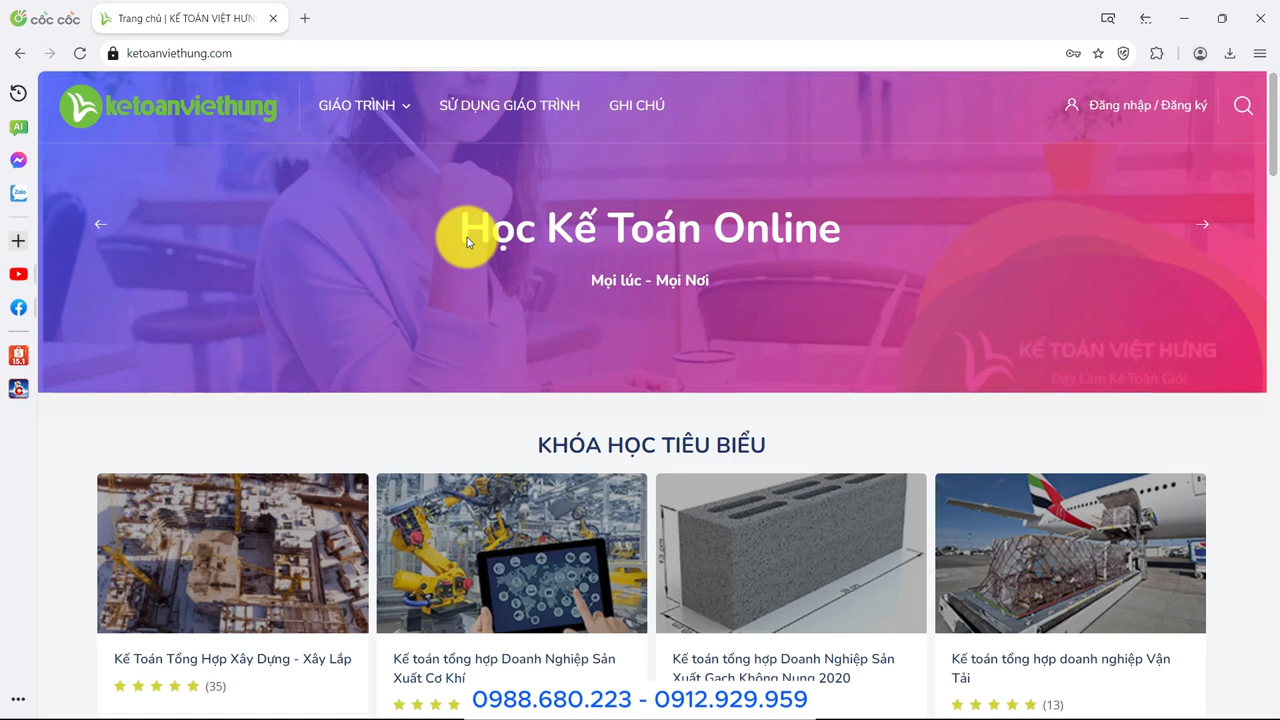 cốc cốc
Trang chủ | KẾ TOÁN VIỆT HƯN
ketoanviethung.com
ketoanviethung
GIÁO TRÌNH
SỬ DỤNG GIÁO TRÌNH
GHI CHÚ
Đăng nhập / Đăng ký
AI
Zalo
Học Kế Toán Online
Mọi lúc - Mọi Nơi
KẾ TOÁN VIỆT HƯNG
Dạy Làm Kế Toán Giỏi
15.1
KHÓA HỌC TIÊU BIỂU
Kế Toán Tổng Hợp Xây Dựng - Xây Lắp
(35)
Kế toán tổng hợp Doanh Nghiệp Sản
Xuất Cơ Khí
Kế toán tổng hợp Doanh Nghiệp Sản
Xuất Gạch Không Nung 2020
Kế toán tổng hợp doanh nghiệp Vận
Tải
(13)
0988.680.223 - 0912.929.959